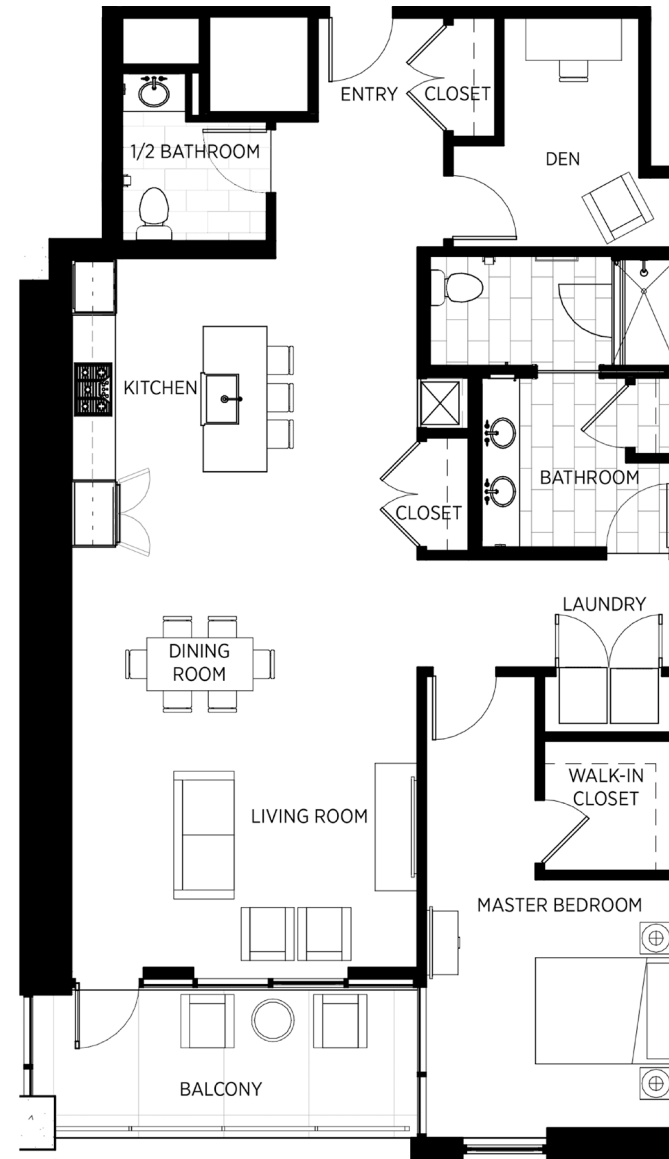 ENTRY
CLOSET
1/2 BATHROOM
DEN
KITCHEN
BATHROOM
CLOSET
LAUNDRY
DINING
ROOM
WALK-IN
CLOSET
LIVING ROOM
MASTER BEDROOM
BALCONY